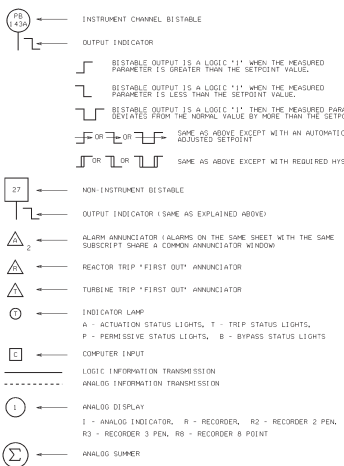 PB
143A
INSTRUMENT CHANNEL BISTABLE
OUTPUT INDICATOR
BISTABLE OUTPUT IS A LOGIC "1" WHEN THE MEASURED
PARAMETER IS GREATER THAN THE SETPOINT VALUE.
BISTABLE OUTPUT IS A LOGIC "1" WHEN THE MEASURED
PARAMETER IS LESS THAN THE SETPOINT VALUE.
BISTABLE OUTPUT IS A LOGIC "1" THEN THE MEASURED PARA
DEVIATES FROM THE NORMAL VALUE BY MORE THAN THE SETPO
OR OR SAME AS ABOVE EXCEPT WITH AN AUTOMATIC
ADJUSTED SETPOINT
OR OR SAME AS ABOVE EXCEPT WITH REQUIRED HYS
27 NON-INSTRUMENT BISTABLE
OUTPUT INDICATOR (SAME AS EXPLAINED ABOVE)
A 2 ALARM ANNUNCIATOR (ALARMS ON THE SAME SHEET WITH THE SAME
SUBSCRIPT SHARE A COMMON ANNUNCIATOR WINDOW)
R REACTOR TRIP "FIRST OUT" ANNUNCIATOR
T TURBINE TRIP "FIRST OUT" ANNUNCIATOR
T INDICATOR LAMP
A - ACTUATION STATUS LIGHTS, T - TRIP STATUS LIGHTS,
P - PERMISSIVE STATUS LIGHTS, B - BYPASS STATUS LIGHTS
C COMPUTER INPUT
LOGIC INFORMATION TRANSMISSION
ANALOG INFORMATION TRANSMISSION
1 ANALOG DISPLAY
I - ANALOG INDICATOR, R - RECORDER, R2 - RECORDER 2 PEN,
R3 - RECORDER 3 PEN, R8 - RECORDER 8 POINT
Σ ANALOG SUMMER